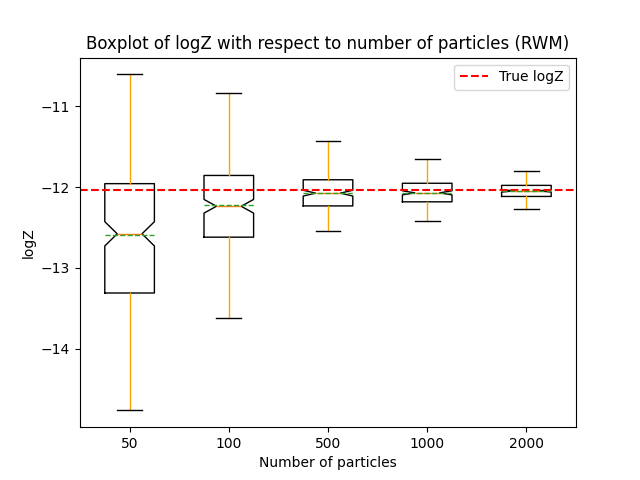 Boxplot of logZ with respect to number of particles (RWM)
True logZ
−11
−12
−13
−14
logZ
50
100
500
1000
2000
Number of particles